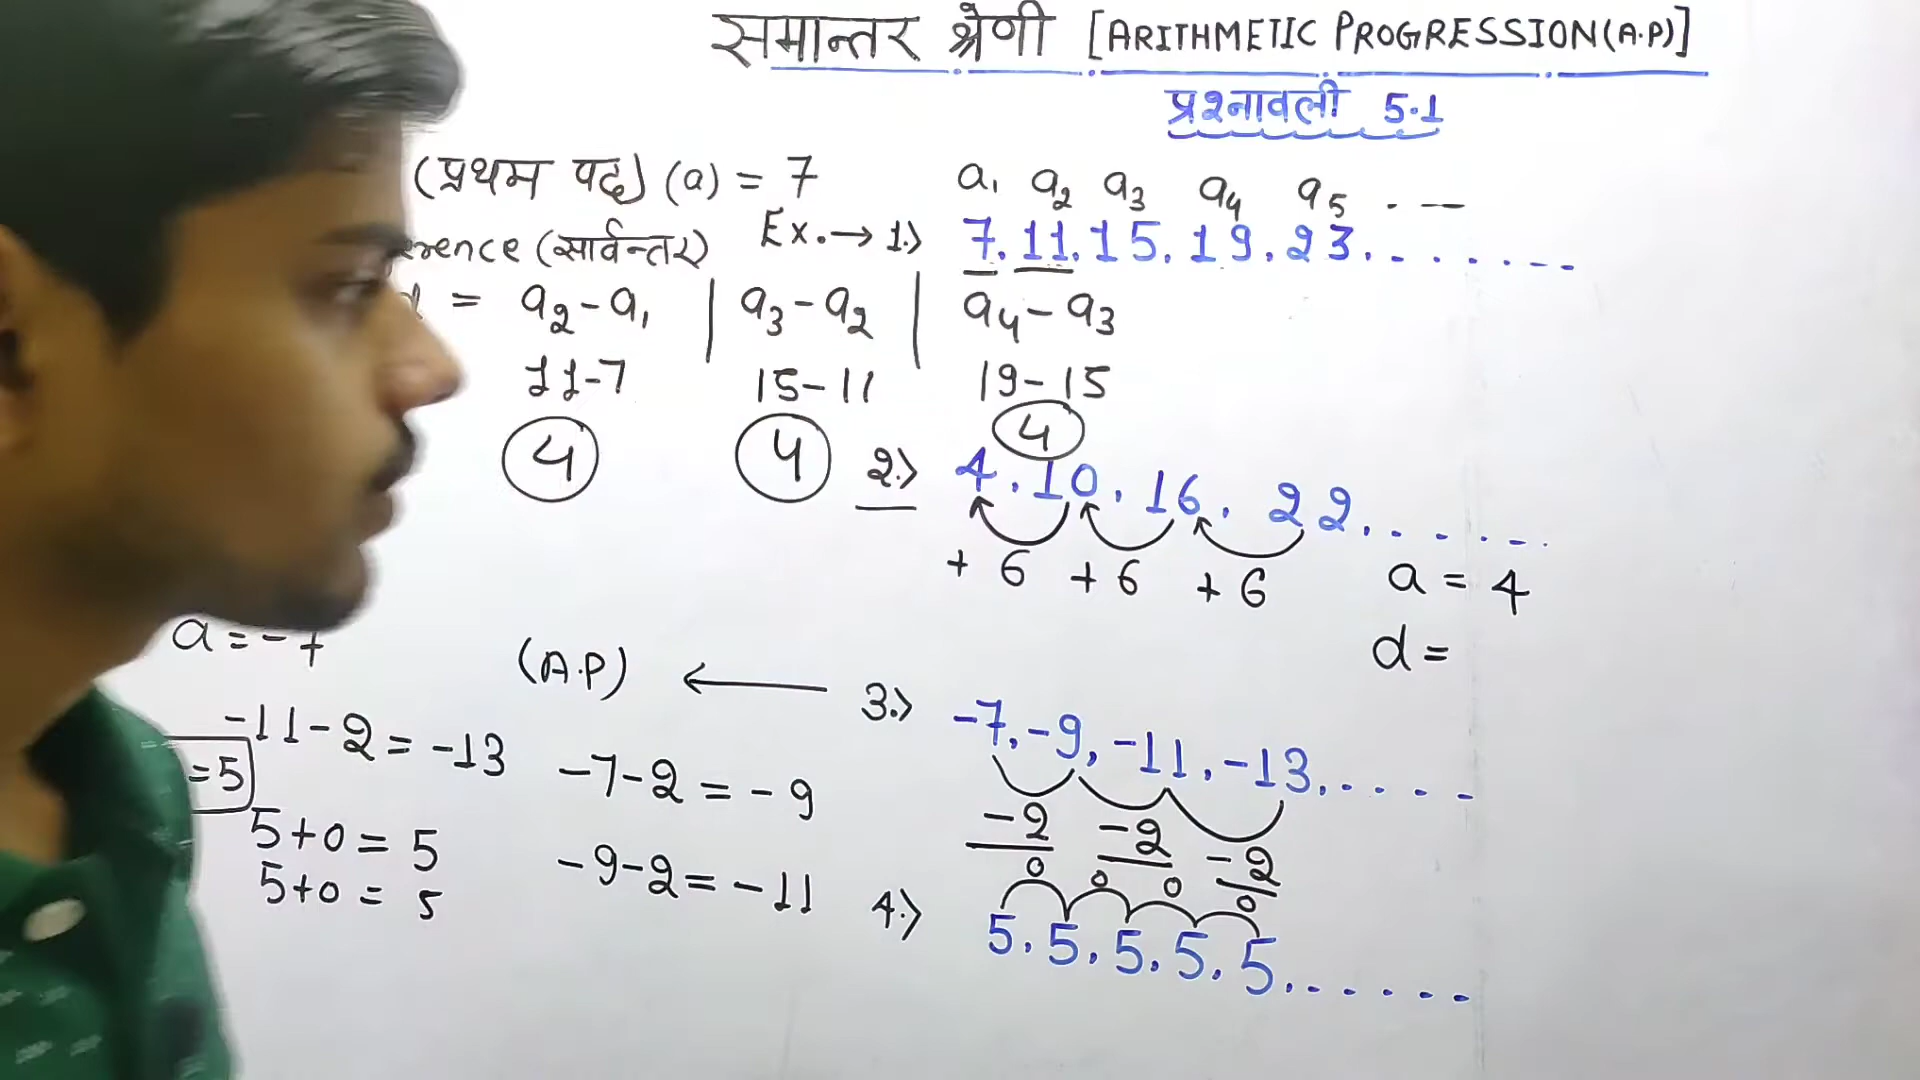 समान्तर श्रेणी [ARITHMETIC PROGRESSION(A.P)]
प्रश्नावली 5.1
(प्रथम पद) (a) = 7
a₁ a₂ a₃ a₄ a₅ . —
erence (सार्वन्तर)
Ex.→ 1.> 7. 11. 15. 19. 23. . . . . . .
= a₂-a₁ | a₃-a₂ | a₄-a₃
11-7 15-11 19-15
4 4 4
2.> 4. 10. 16. 22. . . . . .
+6 +6 +6
a = 4
d =
a = -7
(A.P) ← 3.> -7, -9, -11, -13, . . . .
-2 -2 -2
-11-2 = -13
-7-2 = -9
=5
5+0 = 5
-9-2 = -11
5+0 = 5
0 0 0 0
4.> 5. 5. 5. 5. 5. . . . . .